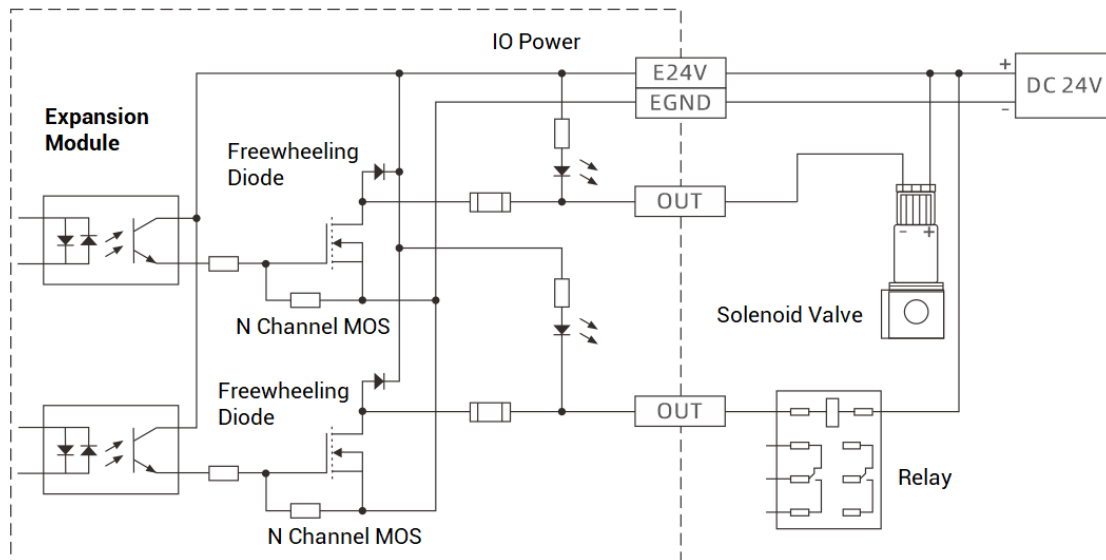 IO Power
E24V
+
DC 24V
EGND
-
Expansion
Module
Freewheeling
Diode
OUT
- +
N Channel MOS
Solenoid Valve
Freewheeling
Diode
OUT
Relay
N Channel MOS